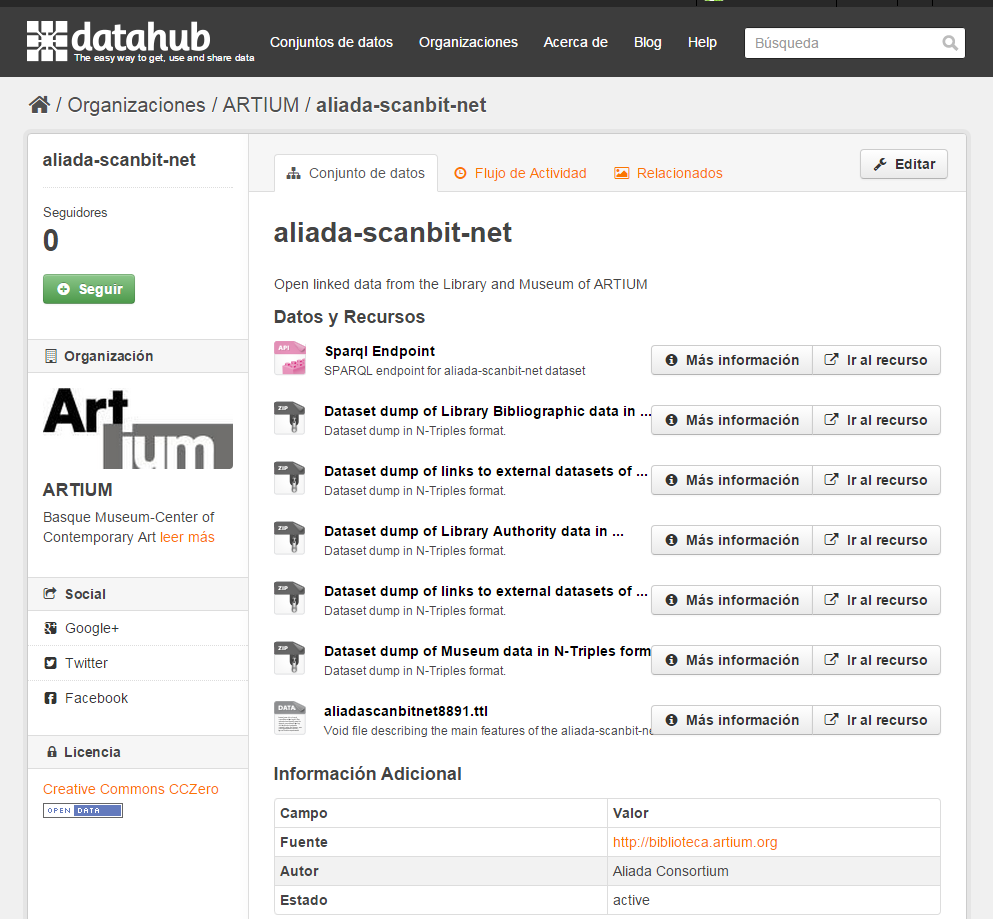 datahub
The easy way to get, use and share data
Conjuntos de datos Organizaciones Acerca de Blog Help Búsqueda
/ Organizaciones / ARTIUM / aliada-scanbit-net
aliada-scanbit-net
Seguidores
0
Seguir
Organización
Artium
ARTIUM
Basque Museum-Center of
Contemporary Art leer más
Social
Google+
Twitter
Facebook
Licencia
Creative Commons CCZero
OPEN DATA
Conjunto de datos Flujo de Actividad Relacionados Editar
aliada-scanbit-net
Open linked data from the Library and Museum of ARTIUM
Datos y Recursos
API
Sparql Endpoint
SPARQL endpoint for aliada-scanbit-net dataset
Más información Ir al recurso
ZIP
Dataset dump of Library Bibliographic data in ...
Dataset dump in N-Triples format.
Más información Ir al recurso
ZIP
Dataset dump of links to external datasets of ...
Dataset dump in N-Triples format.
Más información Ir al recurso
ZIP
Dataset dump of Library Authority data in ...
Dataset dump in N-Triples format.
Más información Ir al recurso
ZIP
Dataset dump of links to external datasets of ...
Dataset dump in N-Triples format.
Más información Ir al recurso
ZIP
Dataset dump of Museum data in N-Triples form
Dataset dump in N-Triples format.
Más información Ir al recurso
DATA
aliadascanbitnet8891.ttl
Void file describing the main features of the aliada-scanbit-ne
Más información Ir al recurso
Información Adicional
Campo Valor
Fuente http://biblioteca.artium.org
Autor Aliada Consortium
Estado active